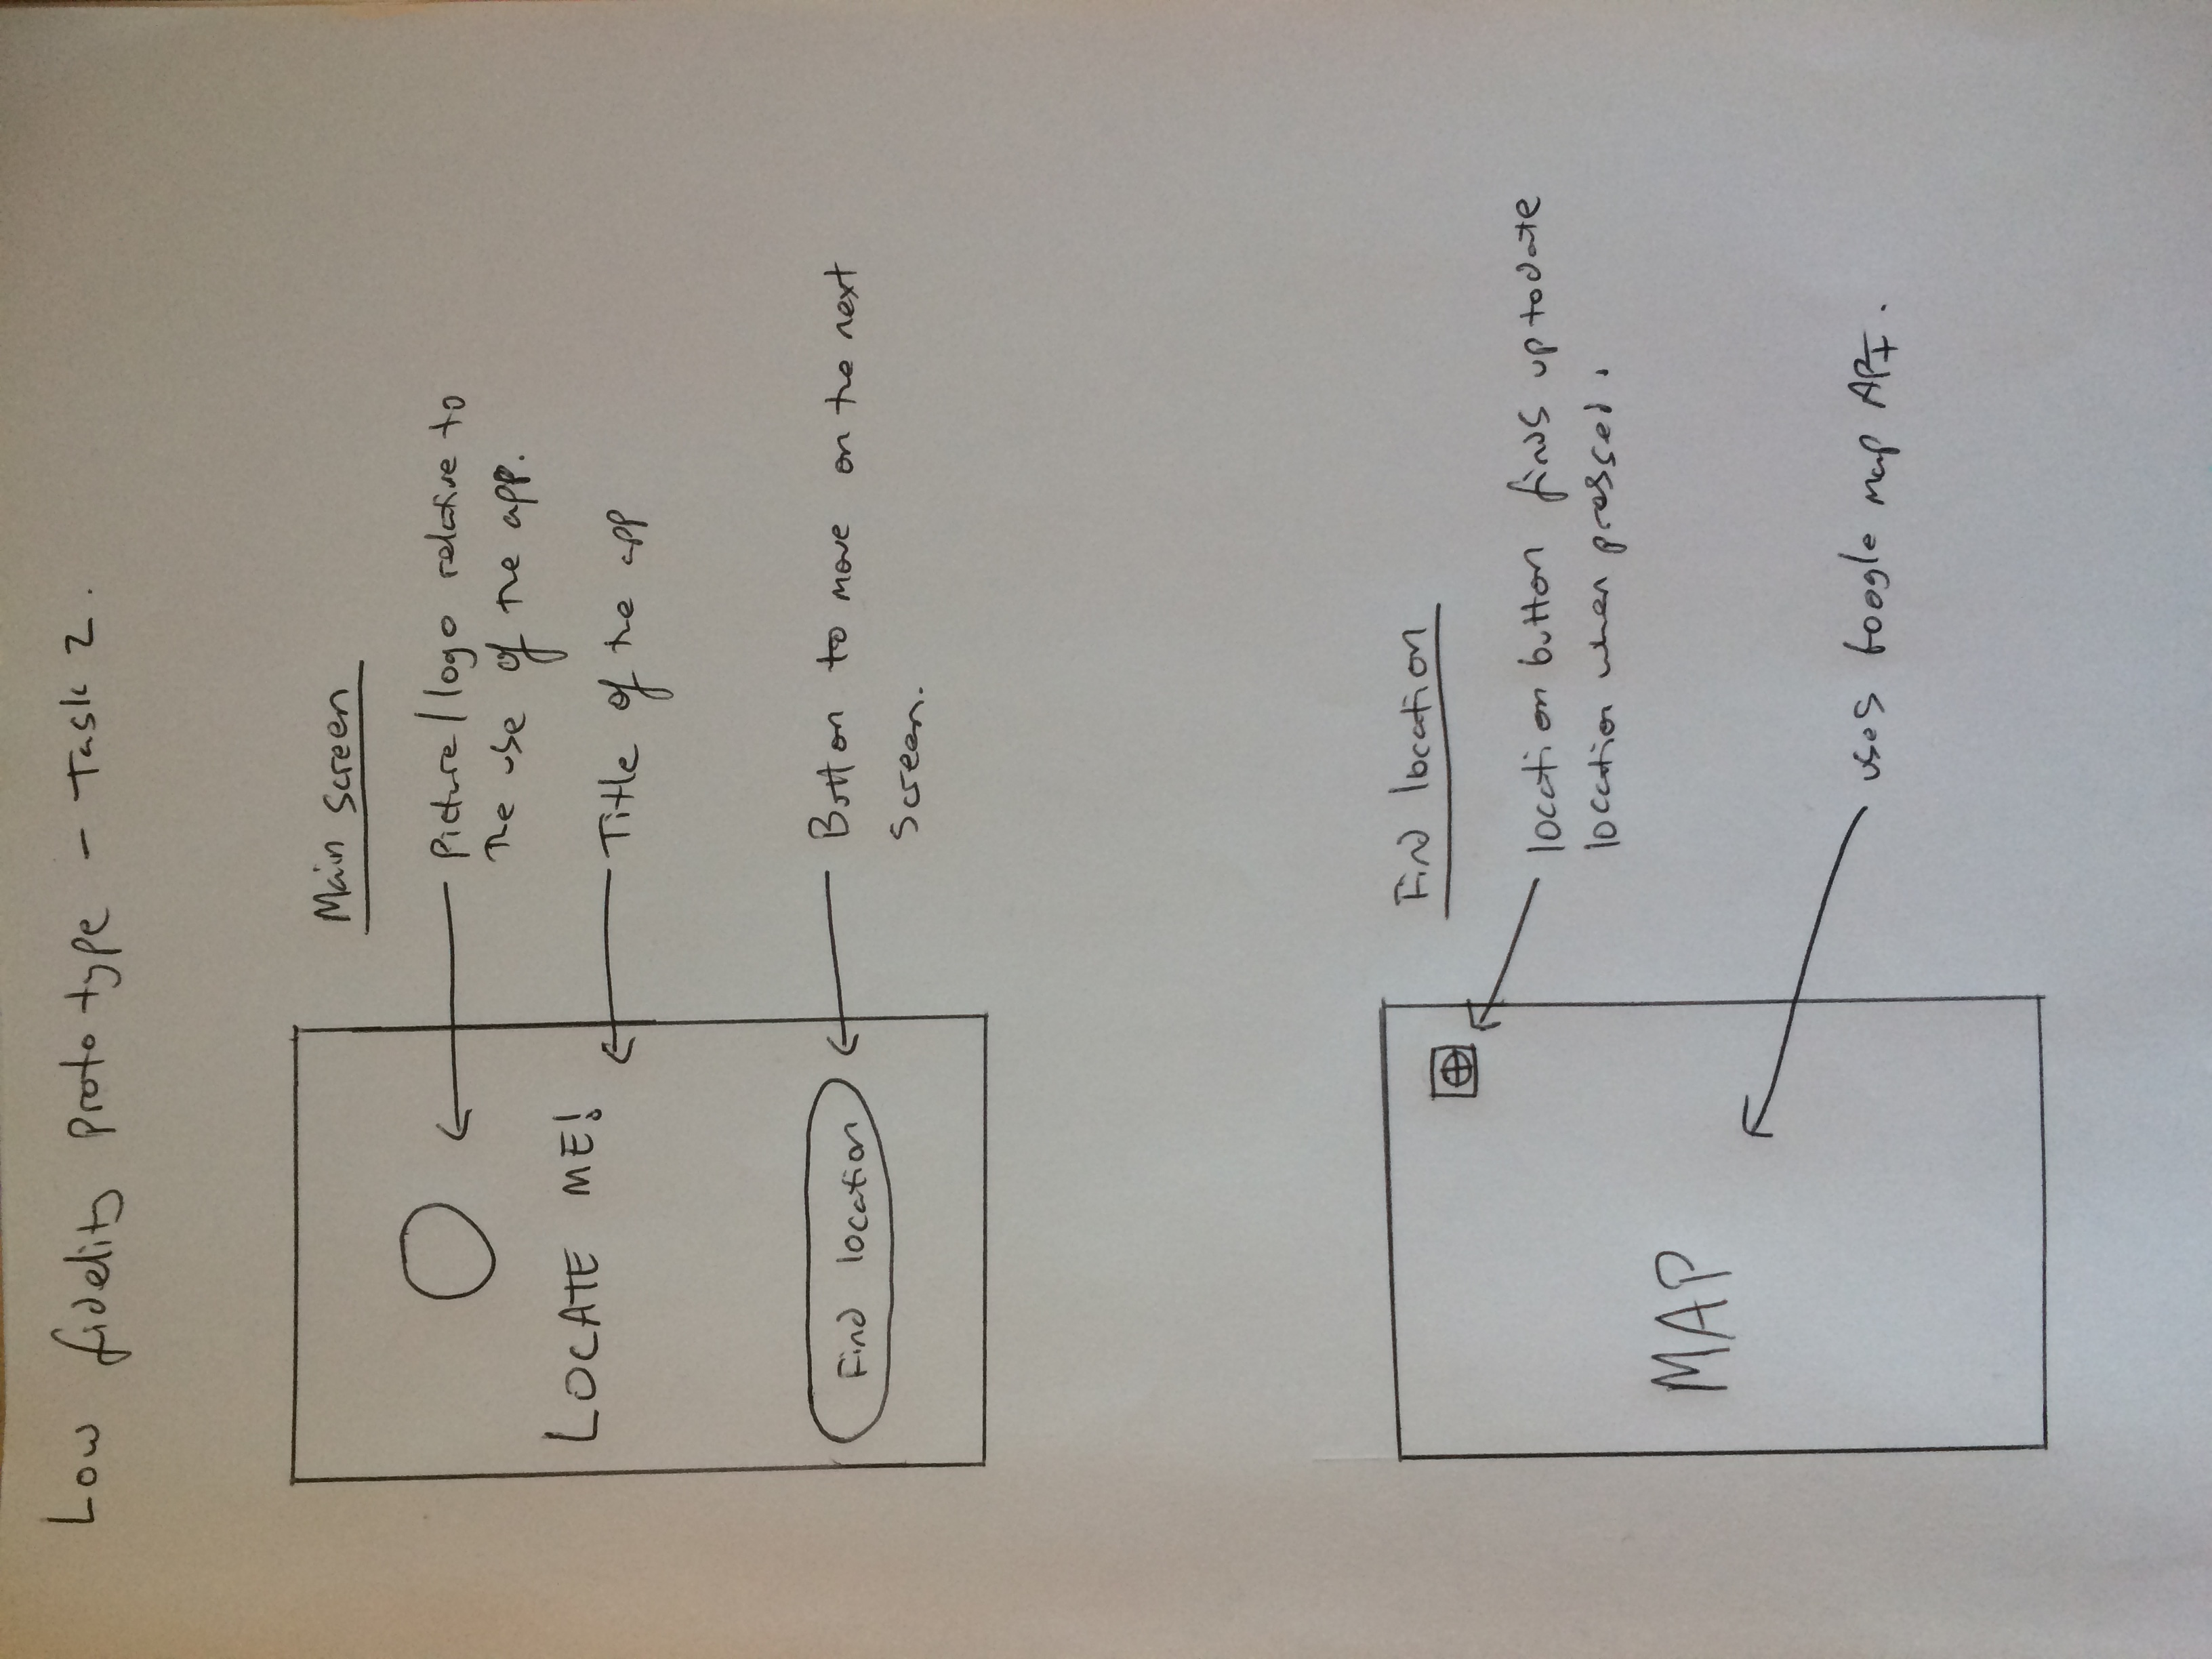 Low fidelity prototype - Task 2.
Main Screen
Picture/logo relative to
the use of the app.
LOCATE ME!
Title of the app
Find location
Button to move on the next
screen.
Find location
location button finds up to date
location when pressed.
MAP
uses Google map API.